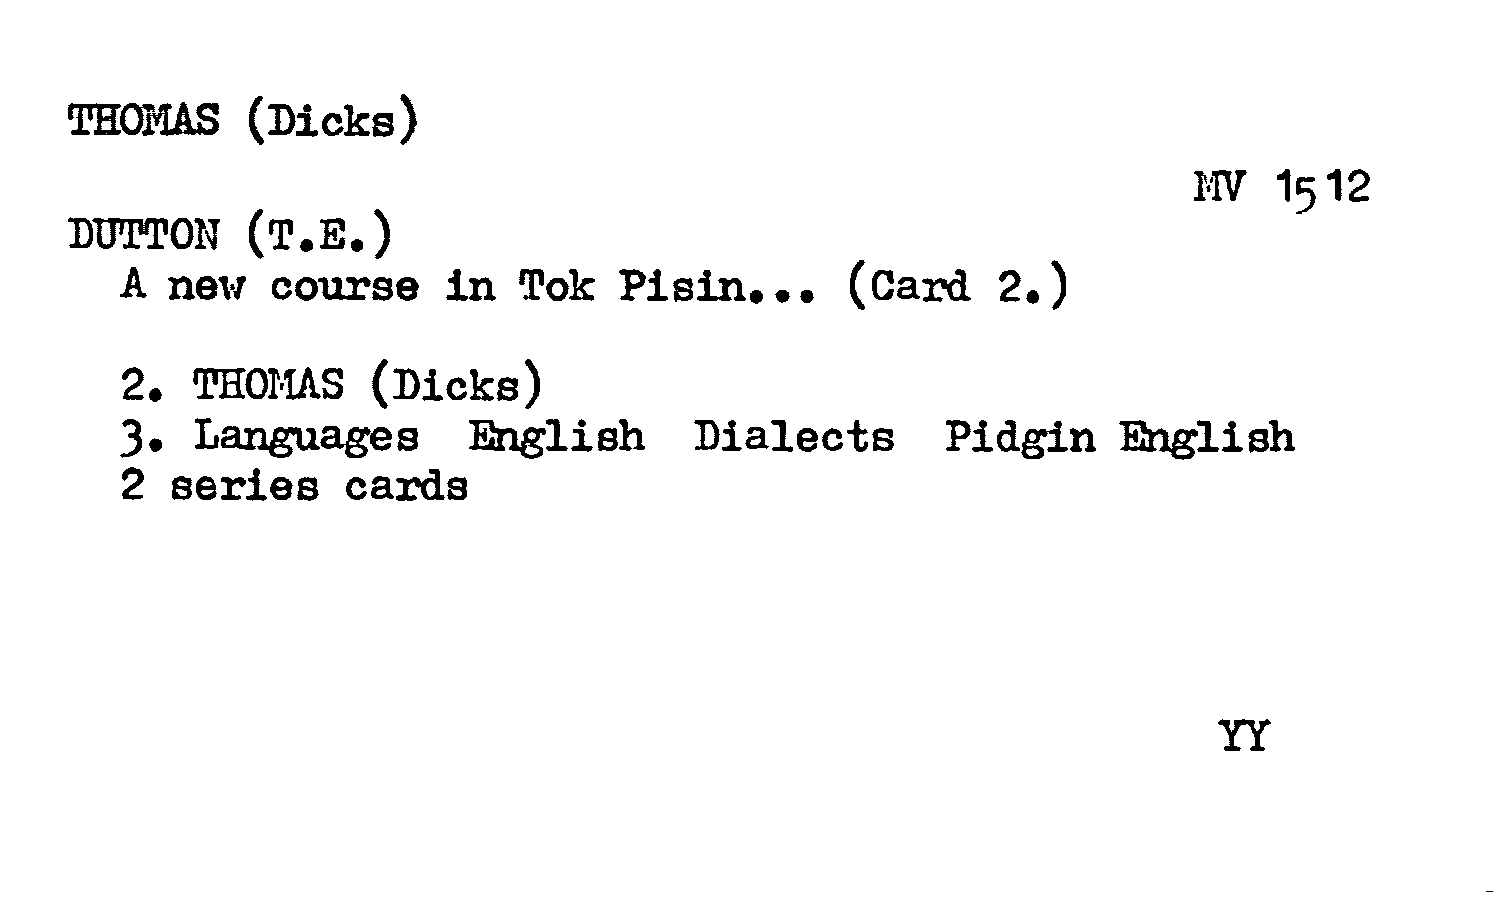 THOMAS (Dicks)
MV 1512
DUTTON (T.E.)
A new course in Tok Pisin... (Card 2.)
2. THOMAS (Dicks)
3. Languages English Dialects Pidgin English
2 series cards
YY